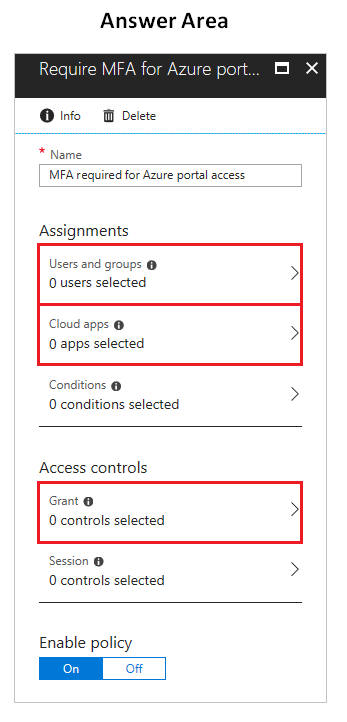 Answer Area
Require MFA for Azure port...
Info
Delete
* Name
MFA required for Azure portal access
Assignments
Users and groups
0 users selected
Cloud apps
0 apps selected
Conditions
0 conditions selected
Access controls
Grant
0 controls selected
Session
0 controls selected
Enable policy
On
Off